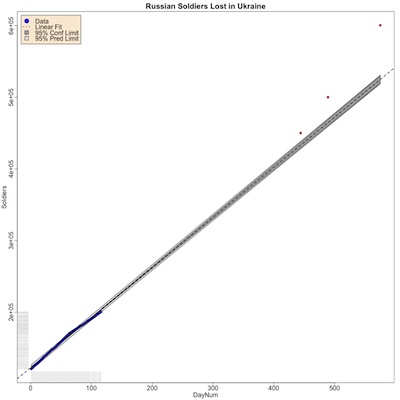 Russian Soldiers Lost in Ukraine
Data
Linear Fit
95% Conf Limit
95% Pred Limit
6e+05
5e+05
4e+05
3e+05
2e+05
Soldiers
0
100
200
300
400
500
DayNum